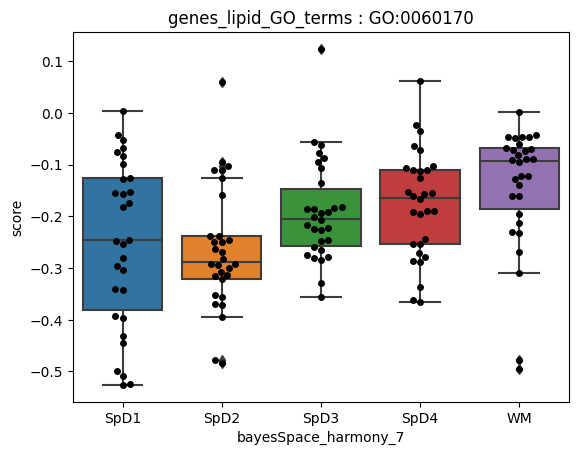 genes_lipid_GO_terms : GO:0060170
score
0.1
0.0
−0.1
−0.2
−0.3
−0.4
−0.5
SpD1 SpD2 SpD3 SpD4 WM
bayesSpace_harmony_7